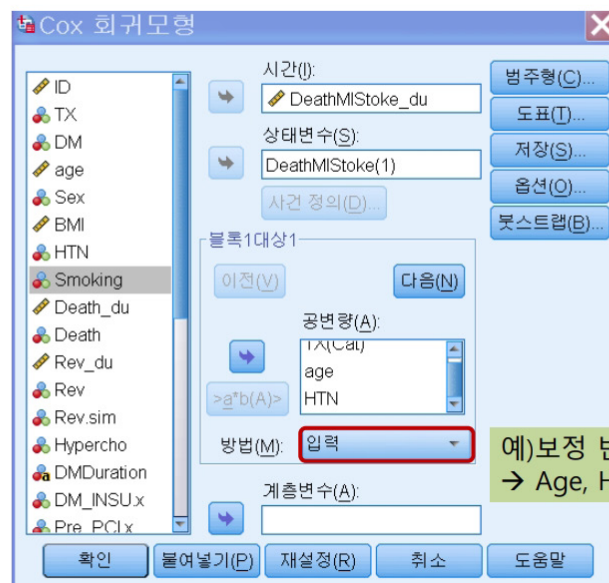 Cox 회귀모형
ID
TX
DM
age
Sex
BMI
HTN
Smoking
Death_du
Death
Rev_du
Rev
Rev.sim
Hypercho
DMDuration
DM_INSU.x
Pre_PCI.x
시간(I):
DeathMIStoke_du
상태변수(S):
DeathMIStoke(1)
사건 정의(D)...
블록1대상1
이전(V)
다음(N)
공변량(A):
TX(Cat)
age
HTN
>a*b(A)>
방법(M):
입력
계층변수(A):
범주형(C)...
도표(T)...
저장(S)...
옵션(O)...
붓스트랩(B)...
예)보정
→ Age,
확인
붙여넣기(P)
재설정(R)
취소
도움말